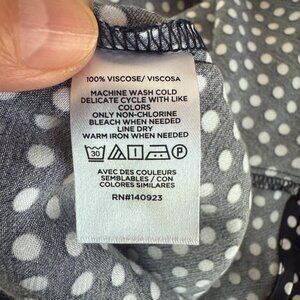 100% VISCOSE/ VISCOSA
MACHINE WASH COLD
DELICATE CYCLE WITH LIKE
COLORS
ONLY NON-CHLORINE
BLEACH WHEN NEEDED
LINE DRY
WARM IRON WHEN NEEDED
30 P
AVEC DES COULEURS
SEMBLABLES / CON
COLORES SIMILARES
RN#140923